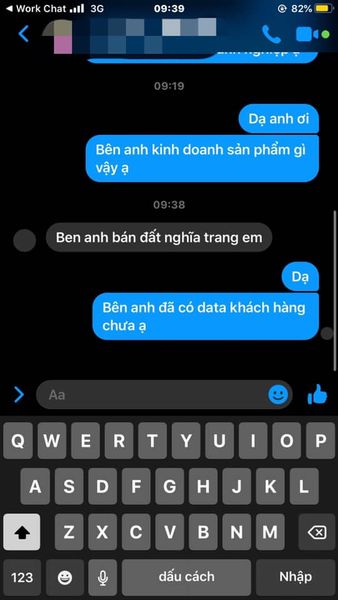 Work Chat 3G 09:39 82%
09:19
Dạ anh ơi
Bên anh kinh doanh sản phẩm gì
vậy ạ
09:38
Ben anh bán đất nghĩa trang em
Dạ
Bên anh đã có data khách hàng
chưa ạ
Aa
Q W E R T Y U I O P
A S D F G H J K L
Z X C V B N M
123 dấu cách Nhập